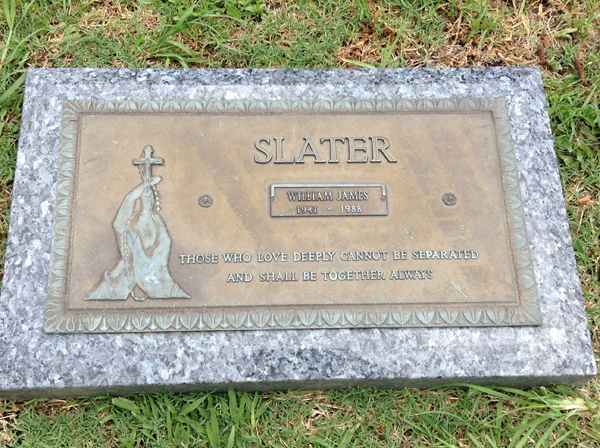 SLATER
WILLIAM JAMES
1941 - 1988
THOSE WHO LOVE DEEPLY CANNOT BE SEPARATED
AND SHALL BE TOGETHER ALWAYS